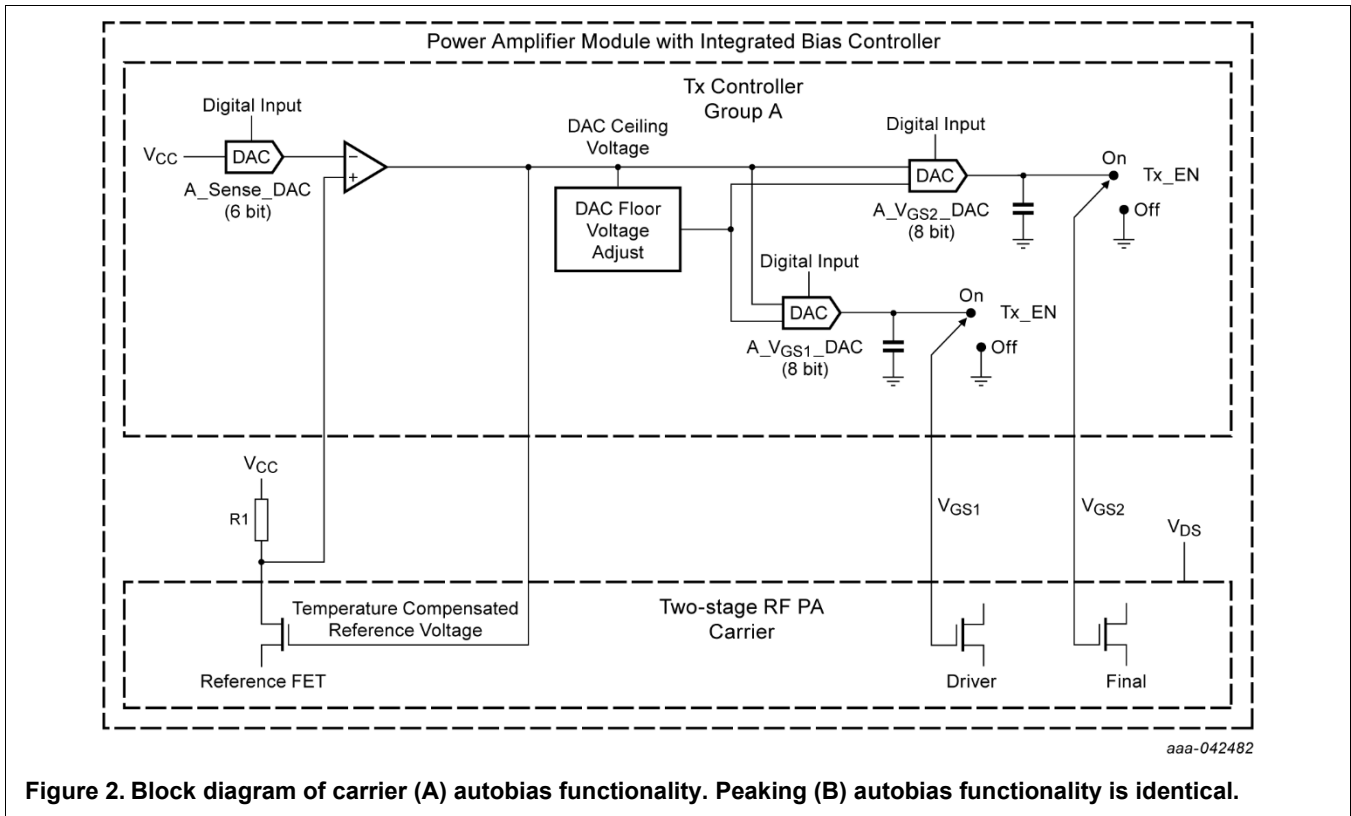 Power Amplifier Module with Integrated Bias Controller
Tx Controller
Group A
Digital Input
VCC
DAC
A_Sense_DAC
(6 bit)
−
+
DAC Ceiling
Voltage
DAC Floor
Voltage
Adjust
Digital Input
DAC
A_VGS2_DAC
(8 bit)
On
Tx_EN
Off
Digital Input
DAC
A_VGS1_DAC
(8 bit)
On
Tx_EN
Off
VCC
R1
VGS1
VGS2
VDS
Temperature Compensated
Reference Voltage
Reference FET
Two-stage RF PA
Carrier
Driver
Final
aaa-042482
Figure 2. Block diagram of carrier (A) autobias functionality. Peaking (B) autobias functionality is identical.